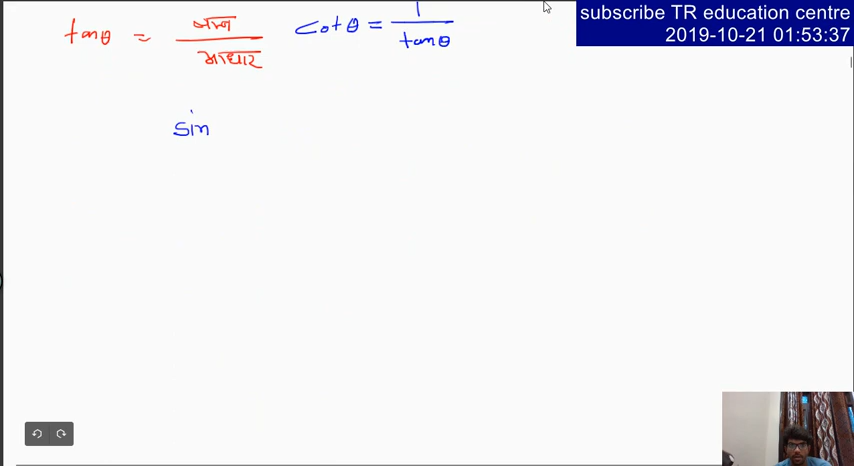 subscribe TR education centre
2019-10-21 01:53:37
tanθ = लम्ब / आधार cotθ = 1 / tanθ
sin